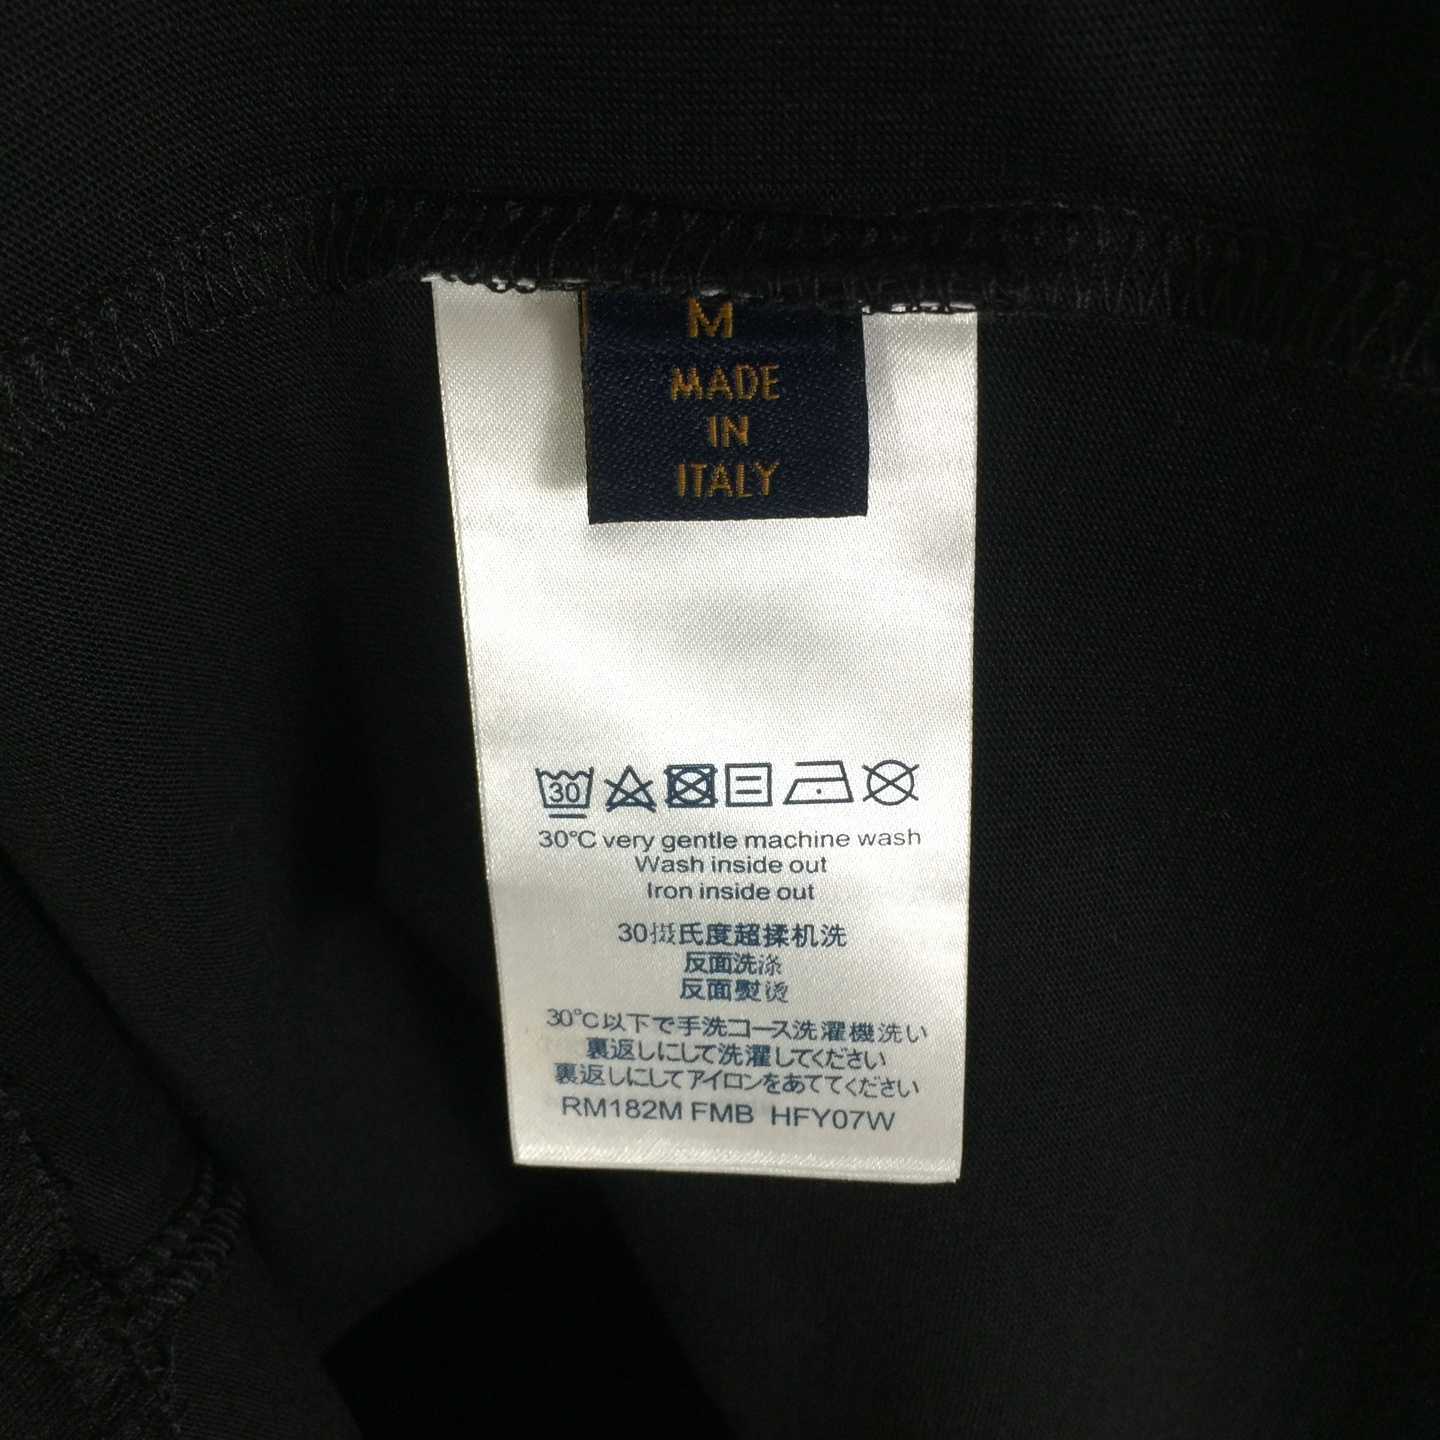 M
MADE
IN
ITALY
30
30°C very gentle machine wash
Wash inside out
Iron inside out
30摄氏度超揉机洗
反面洗涤
反面熨烫
30°C以下で手洗コース洗濯機洗い
裏返しにして洗濯してください
裏返しにしてアイロンをあててください
RM182M FMB HFY07W